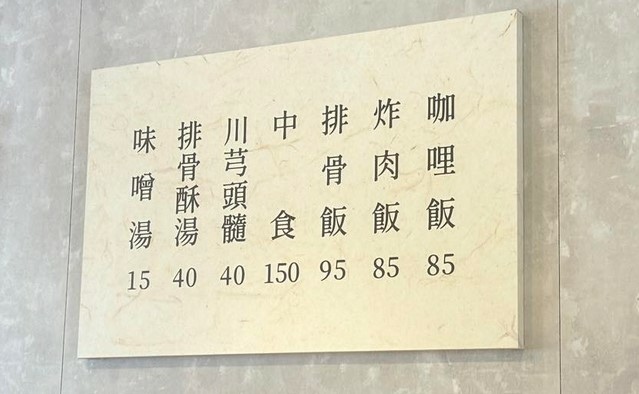 咖哩飯 85
炸肉飯 85
排骨飯 95
中食 150
川芎頭髓 40
排骨酥湯 40
味噌湯 15